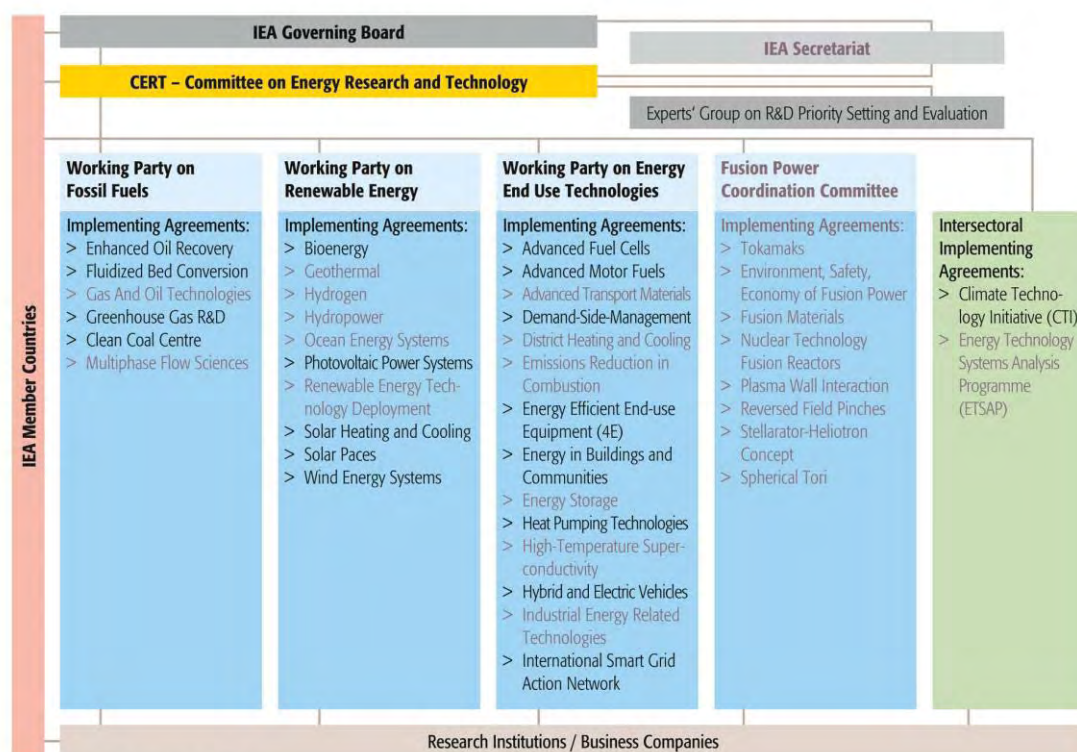 IEA Member Countries
IEA Governing Board
IEA Secretariat
CERT – Committee on Energy Research and Technology
Experts' Group on R&D Priority Setting and Evaluation
Working Party on
Fossil Fuels
Implementing Agreements:
> Enhanced Oil Recovery
> Fluidized Bed Conversion
> Gas And Oil Technologies
> Greenhouse Gas R&D
> Clean Coal Centre
> Multiphase Flow Sciences
Working Party on
Renewable Energy
Implementing Agreements:
> Bioenergy
> Geothermal
> Hydrogen
> Hydropower
> Ocean Energy Systems
> Photovoltaic Power Systems
> Renewable Energy Tech-
nology Deployment
> Solar Heating and Cooling
> Solar Paces
> Wind Energy Systems
Working Party on Energy
End Use Technologies
Implementing Agreements:
> Advanced Fuel Cells
> Advanced Motor Fuels
> Advanced Transport Materials
> Demand-Side-Management
> District Heating and Cooling
> Emissions Reduction in
Combustion
> Energy Efficient End-use
Equipment (4E)
> Energy in Buildings and
Communities
> Energy Storage
> Heat Pumping Technologies
> High-Temperature Super-
conductivity
> Hybrid and Electric Vehicles
> Industrial Energy Related
Technologies
> International Smart Grid
Action Network
Fusion Power
Coordination Committee
Implementing Agreements:
> Tokamaks
> Environment, Safety,
Economy of Fusion Power
> Fusion Materials
> Nuclear Technology
Fusion Reactors
> Plasma Wall Interaction
> Reversed Field Pinches
> Stellarator-Heliotron
Concept
> Spherical Tori
Intersectoral
Implementing
Agreements:
> Climate Techno-
logy Initiative (CTI)
> Energy Technology
Systems Analysis
Programme
(ETSAP)
Research Institutions / Business Companies